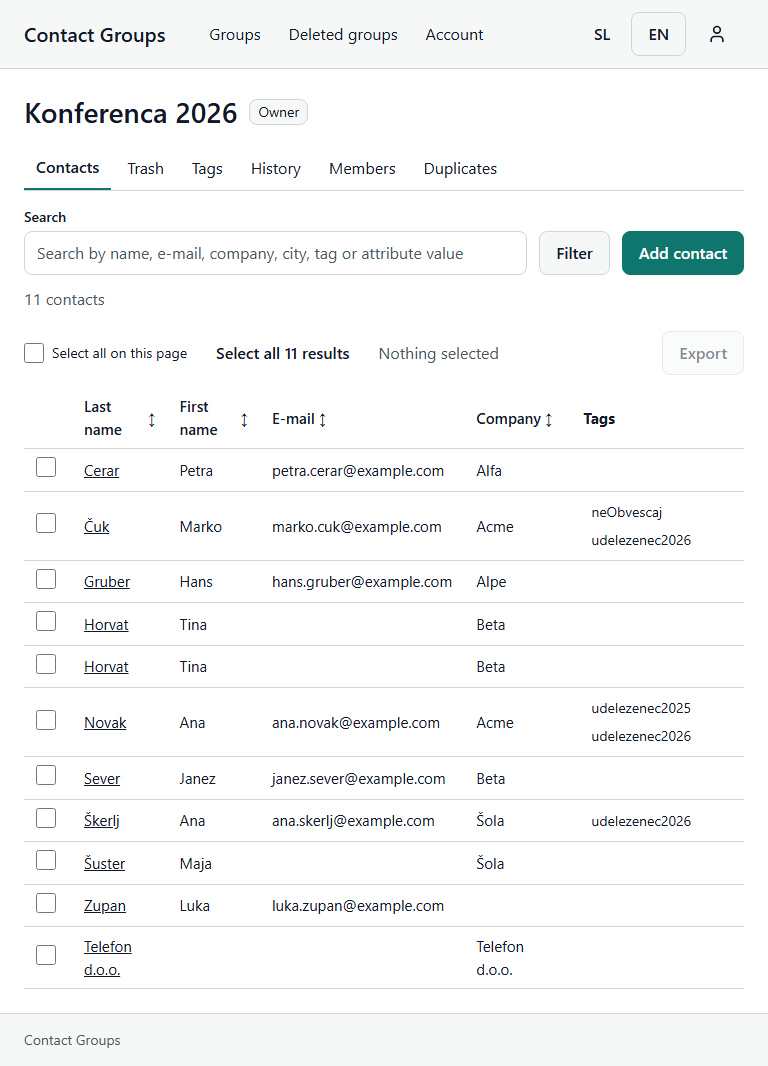 Contact Groups Groups Deleted groups Account SL EN
Konferenca 2026 Owner
Contacts Trash Tags History Members Duplicates
Search
Search by name, e-mail, company, city, tag or attribute value Filter Add contact
11 contacts
Select all on this page Select all 11 results Nothing selected Export
Last name ↕ First name ↕ E-mail ↕ Company ↕ Tags
Cerar Petra petra.cerar@example.com Alfa
Čuk Marko marko.cuk@example.com Acme neObvescaj
udelezenec2026
Gruber Hans hans.gruber@example.com Alpe
Horvat Tina Beta
Horvat Tina Beta
Novak Ana ana.novak@example.com Acme udelezenec2025
udelezenec2026
Sever Janez janez.sever@example.com Beta
Škerlj Ana ana.skerlj@example.com Šola udelezenec2026
Šuster Maja Šola
Zupan Luka luka.zupan@example.com
Telefon d.o.o. Telefon d.o.o.
Contact Groups